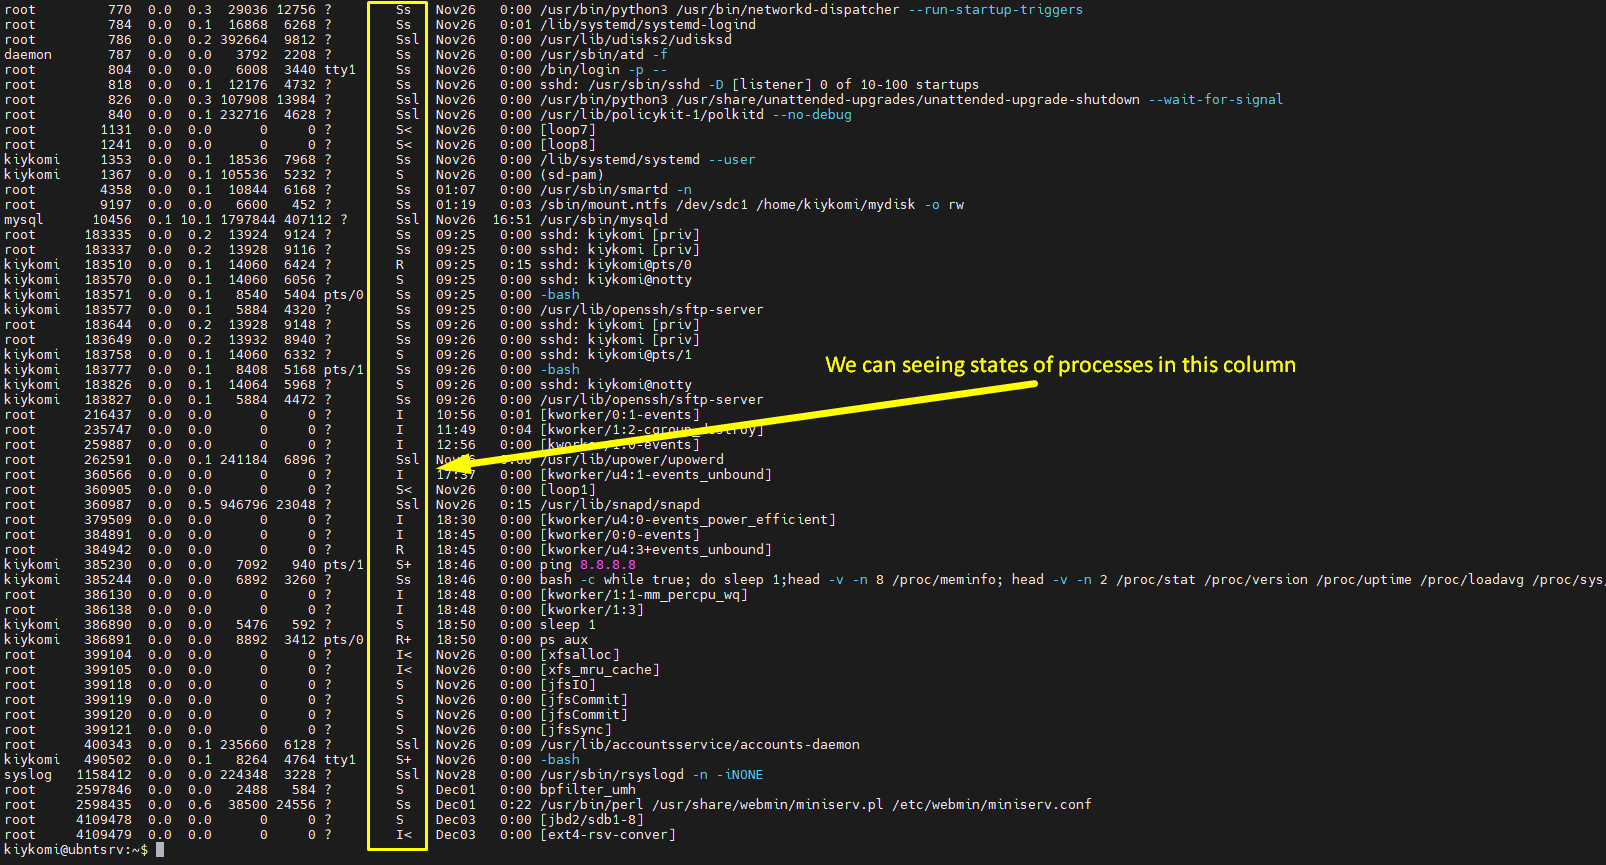 root 770 0.0 0.3 29036 12756 ? Ss Nov26 0:00 /usr/bin/python3 /usr/bin/networkd-dispatcher --run-startup-triggers
root 784 0.0 0.1 16866 6268 ? Ss Nov26 0:01 /lib/systemd/systemd-logind
root 786 0.0 0.2 392664 9812 ? Ssl Nov26 0:00 /usr/lib/udisks2/udisksd
daemon 787 0.0 0.0 3792 2208 ? Ss Nov26 0:00 /usr/sbin/atd -f
root 804 0.0 0.0 6008 3440 tty1 Ss Nov26 0:00 /bin/login -p --
root 818 0.0 0.1 12176 4732 ? Ss Nov26 0:00 sshd: /usr/sbin/sshd -D [listener] 0 of 10-100 startups
root 826 0.0 0.3 107908 13984 ? Ssl Nov26 0:00 /usr/bin/python3 /usr/share/unattended-upgrades/unattended-upgrade-shutdown --wait-for-signal
root 840 0.0 0.1 232716 4628 ? Ssl Nov26 0:00 /usr/lib/policykit-1/polkitd --no-debug
root 1131 0.0 0.0 0 0 ? S< Nov26 0:00 [loop7]
root 1241 0.0 0.0 0 0 ? S< Nov26 0:00 [loop8]
kiykomi 1353 0.0 0.1 18536 7968 ? Ss Nov26 0:00 /lib/systemd/systemd --user
kiykomi 1367 0.0 0.1 105536 5232 ? S Nov26 0:00 (sd-pam)
root 4358 0.0 0.1 10844 6168 ? Ss 01:07 0:00 /usr/sbin/smartd -n
root 9197 0.0 0.0 6600 452 ? Ss 01:19 0:03 /sbin/mount.ntfs /dev/sdc1 /home/kiykomi/mydisk -o rw
mysql 10456 0.1 10.1 1797844 407112 ? Ssl Nov26 16:51 /usr/sbin/mysqld
root 183335 0.0 0.2 13924 9124 ? Ss 09:25 0:00 sshd: kiykomi [priv]
root 183337 0.0 0.2 13928 9116 ? Ss 09:25 0:00 sshd: kiykomi [priv]
kiykomi 183510 0.0 0.1 14060 6424 ? R 09:25 0:15 sshd: kiykomi@pts/0
kiykomi 183570 0.0 0.1 14060 6056 ? S 09:25 0:00 sshd: kiykomi@notty
kiykomi 183571 0.0 0.1 8540 5404 pts/0 Ss 09:25 0:00 -bash
kiykomi 183577 0.0 0.1 5884 4320 ? Ss 09:25 0:00 /usr/lib/openssh/sftp-server
root 183644 0.0 0.2 13928 9148 ? Ss 09:26 0:00 sshd: kiykomi [priv]
root 183649 0.0 0.2 13932 8940 ? Ss 09:26 0:00 sshd: kiykomi [priv]
kiykomi 183758 0.0 0.1 14060 6332 ? S 09:26 0:00 sshd: kiykomi@pts/1
We can seeing states of processes in this column
kiykomi 183777 0.0 0.1 8408 5168 pts/1 Ss 09:26 0:00 -bash
kiykomi 183826 0.0 0.1 14064 5968 ? S 09:26 0:00 sshd: kiykomi@notty
kiykomi 183827 0.0 0.1 5884 4472 ? Ss 09:26 0:00 /usr/lib/openssh/sftp-server
root 216437 0.0 0.0 0 0 ? I 10:56 0:01 [kworker/0:1-events]
root 235747 0.0 0.0 0 0 ? I 11:49 0:04 [kworker/1:2-cgroup_destroy]
root 259887 0.0 0.0 0 0 ? I 12:56 0:00 [kworker/1:0-events]
root 262591 0.0 0.1 241184 6896 ? Ssl Nov26 0:00 /usr/lib/upower/upowerd
root 360566 0.0 0.0 0 0 ? I 17:37 0:00 [kworker/u4:1-events_unbound]
root 360905 0.0 0.0 0 0 ? S< Nov26 0:00 [loop1]
root 360987 0.0 0.5 946796 23048 ? Ssl Nov26 0:15 /usr/lib/snapd/snapd
root 379509 0.0 0.0 0 0 ? I 18:30 0:00 [kworker/u4:0-events_power_efficient]
root 384891 0.0 0.0 0 0 ? I 18:45 0:00 [kworker/0:0-events]
root 384942 0.0 0.0 0 0 ? R 18:45 0:00 [kworker/u4:3+events_unbound]
kiykomi 385230 0.0 0.0 7092 940 pts/1 S+ 18:46 0:00 ping 8.8.8.8
kiykomi 385244 0.0 0.0 6892 3260 ? Ss 18:46 0:00 bash -c while true; do sleep 1;head -v -n 8 /proc/meminfo; head -v -n 2 /proc/stat /proc/version /proc/uptime /proc/loadavg /proc/sys/
root 386130 0.0 0.0 0 0 ? I 18:48 0:00 [kworker/1:1-mm_percpu_wq]
root 386138 0.0 0.0 0 0 ? I 18:48 0:00 [kworker/1:3]
kiykomi 386890 0.0 0.0 5476 592 ? S 18:50 0:00 sleep 1
kiykomi 386891 0.0 0.0 8892 3412 pts/0 R+ 18:50 0:00 ps aux
root 399104 0.0 0.0 0 0 ? I< Nov26 0:00 [xfsalloc]
root 399105 0.0 0.0 0 0 ? I< Nov26 0:00 [xfs_mru_cache]
root 399118 0.0 0.0 0 0 ? S Nov26 0:00 [jfsIO]
root 399119 0.0 0.0 0 0 ? S Nov26 0:00 [jfsCommit]
root 399120 0.0 0.0 0 0 ? S Nov26 0:00 [jfsCommit]
root 399121 0.0 0.0 0 0 ? S Nov26 0:00 [jfsSync]
root 400343 0.0 0.1 235660 6128 ? Ssl Nov26 0:09 /usr/lib/accountsservice/accounts-daemon
kiykomi 490502 0.0 0.1 8264 4764 tty1 S+ Nov26 0:00 -bash
syslog 1158412 0.0 0.0 224348 3228 ? Ssl Nov28 0:00 /usr/sbin/rsyslogd -n -iNONE
root 2597846 0.0 0.0 2488 584 ? S Dec01 0:00 bpfilter_umh
root 2598435 0.0 0.6 38500 24556 ? Ss Dec01 0:22 /usr/bin/perl /usr/share/webmin/miniserv.pl /etc/webmin/miniserv.conf
root 4109478 0.0 0.0 0 0 ? S Dec03 0:00 [jbd2/sdb1-8]
root 4109479 0.0 0.0 0 0 ? I< Dec03 0:00 [ext4-rsv-conver]
kiykomi@ubntsrv:~$